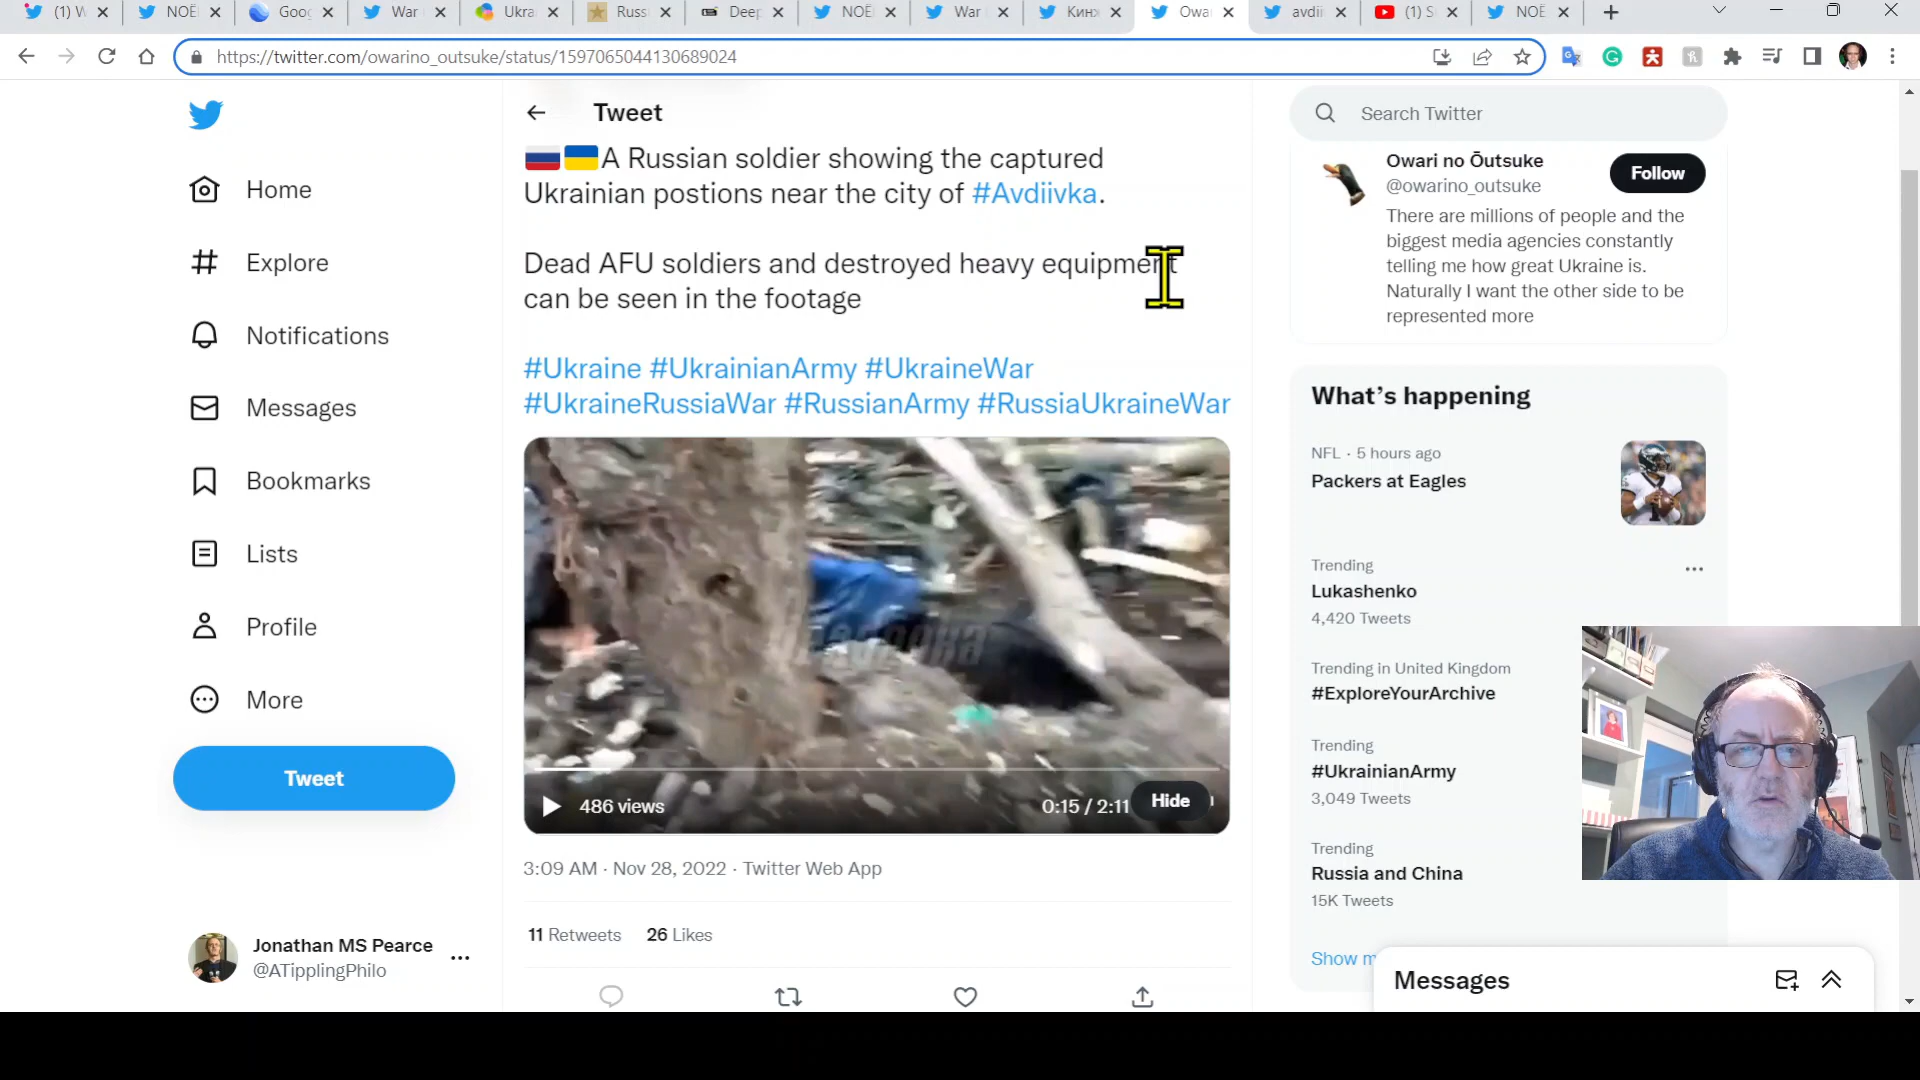 (1) W
NOË
Goo
War
Ukra
Russ
Deep
NOË
War
Кинж
Owa
avdii
(1) S
NOË
https://twitter.com/owarino_outsuke/status/1597065044130689024
Home
Explore
Notifications
Messages
Bookmarks
Lists
Profile
More
Tweet
Jonathan MS Pearce
@ATipplingPhilo
Tweet
A Russian soldier showing the captured
Ukrainian postions near the city of #Avdiivka.
Dead AFU soldiers and destroyed heavy equipment
can be seen in the footage
#Ukraine #UkrainianArmy #UkraineWar
#UkraineRussiaWar #RussianArmy #RussiaUkraineWar
486 views
0:15 / 2:11
Hide
3:09 AM · Nov 28, 2022 · Twitter Web App
11 Retweets 26 Likes
Search Twitter
Owari no Ōutsuke
@owarino_outsuke
Follow
There are millions of people and the
biggest media agencies constantly
telling me how great Ukraine is.
Naturally I want the other side to be
represented more
What's happening
NFL · 5 hours ago
Packers at Eagles
Trending
Lukashenko
4,420 Tweets
Trending in United Kingdom
#ExploreYourArchive
Trending
#UkrainianArmy
3,049 Tweets
Trending
Russia and China
15K Tweets
Show m
Messages